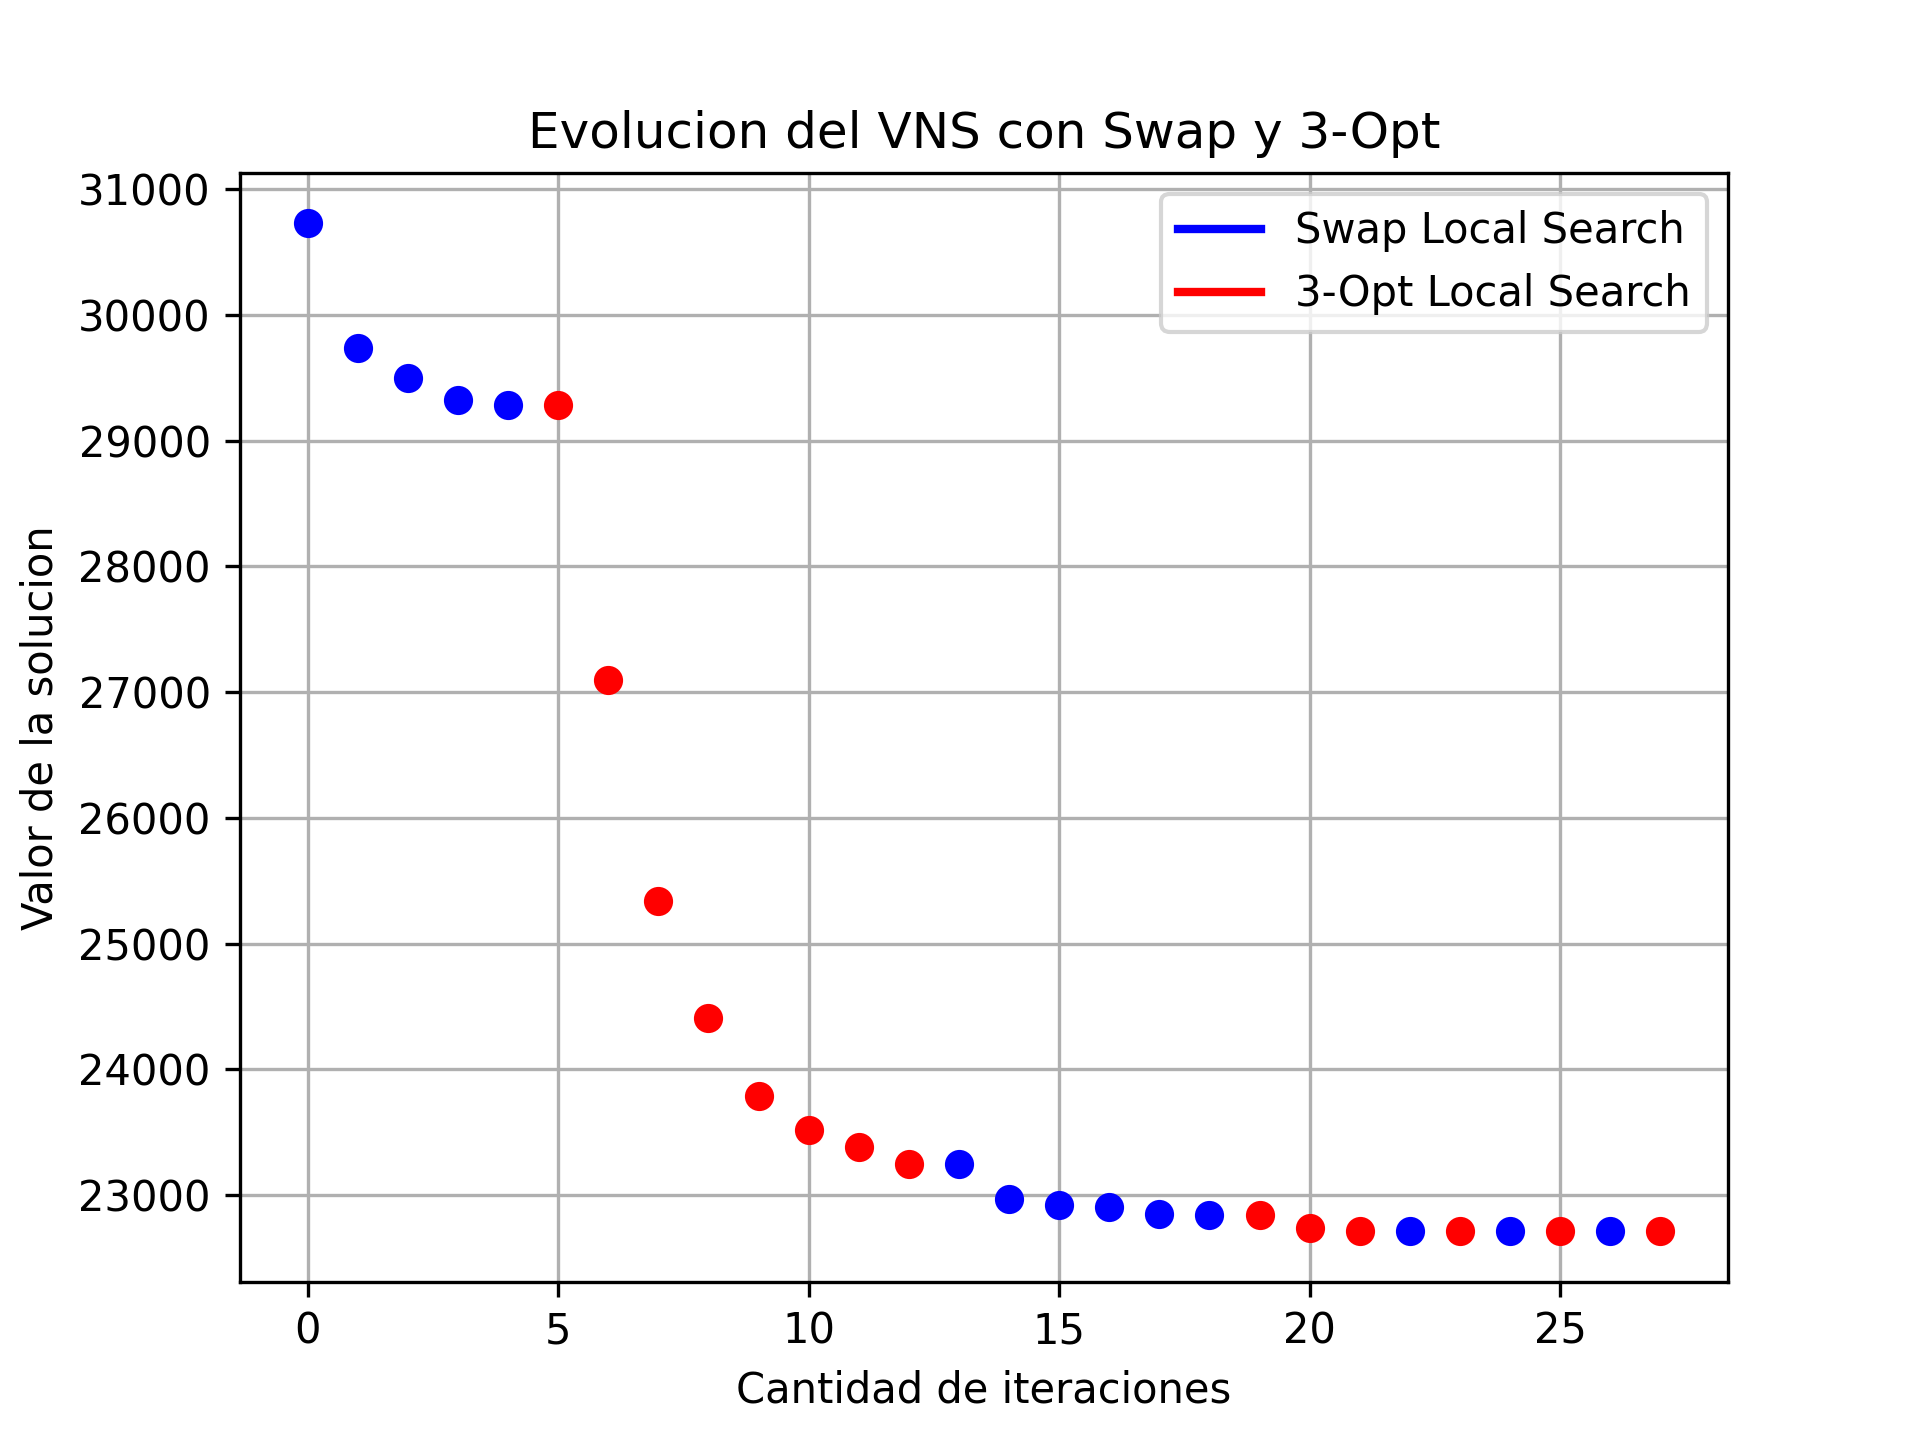 Evolucion del VNS con Swap y 3-Opt
31000
30000
29000
28000
27000
26000
25000
24000
23000
Valor de la solucion
Swap Local Search
3-Opt Local Search
0 5 10 15 20 25
Cantidad de iteraciones